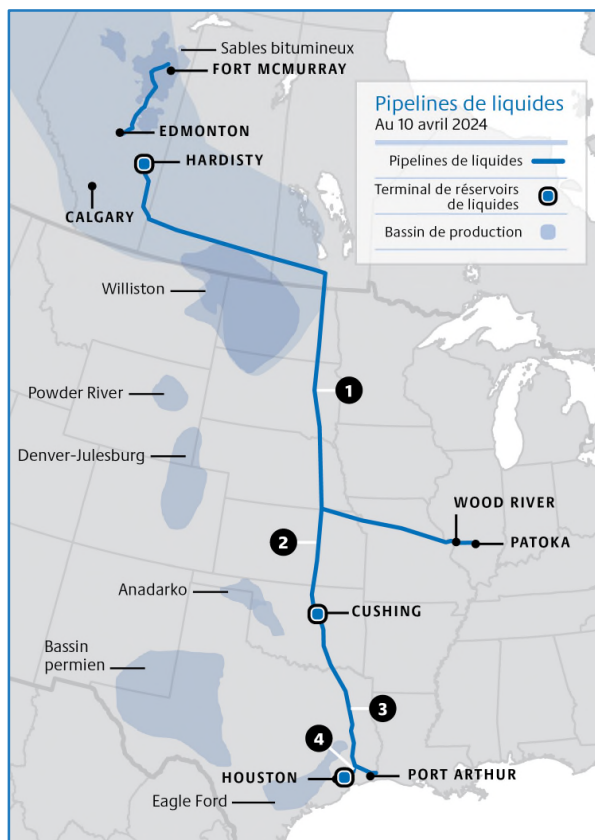 Sables bitumineux
FORT MCMURRAY
EDMONTON
HARDISTY
CALGARY
Pipelines de liquides
Au 10 avril 2024
Pipelines de liquides
Terminal de réservoirs
de liquides
Bassin de production
Williston
Powder River
1
Denver-Julesburg
WOOD RIVER
PATOKA
2
Anadarko
CUSHING
Bassin
permien
3
4
HOUSTON
PORT ARTHUR
Eagle Ford